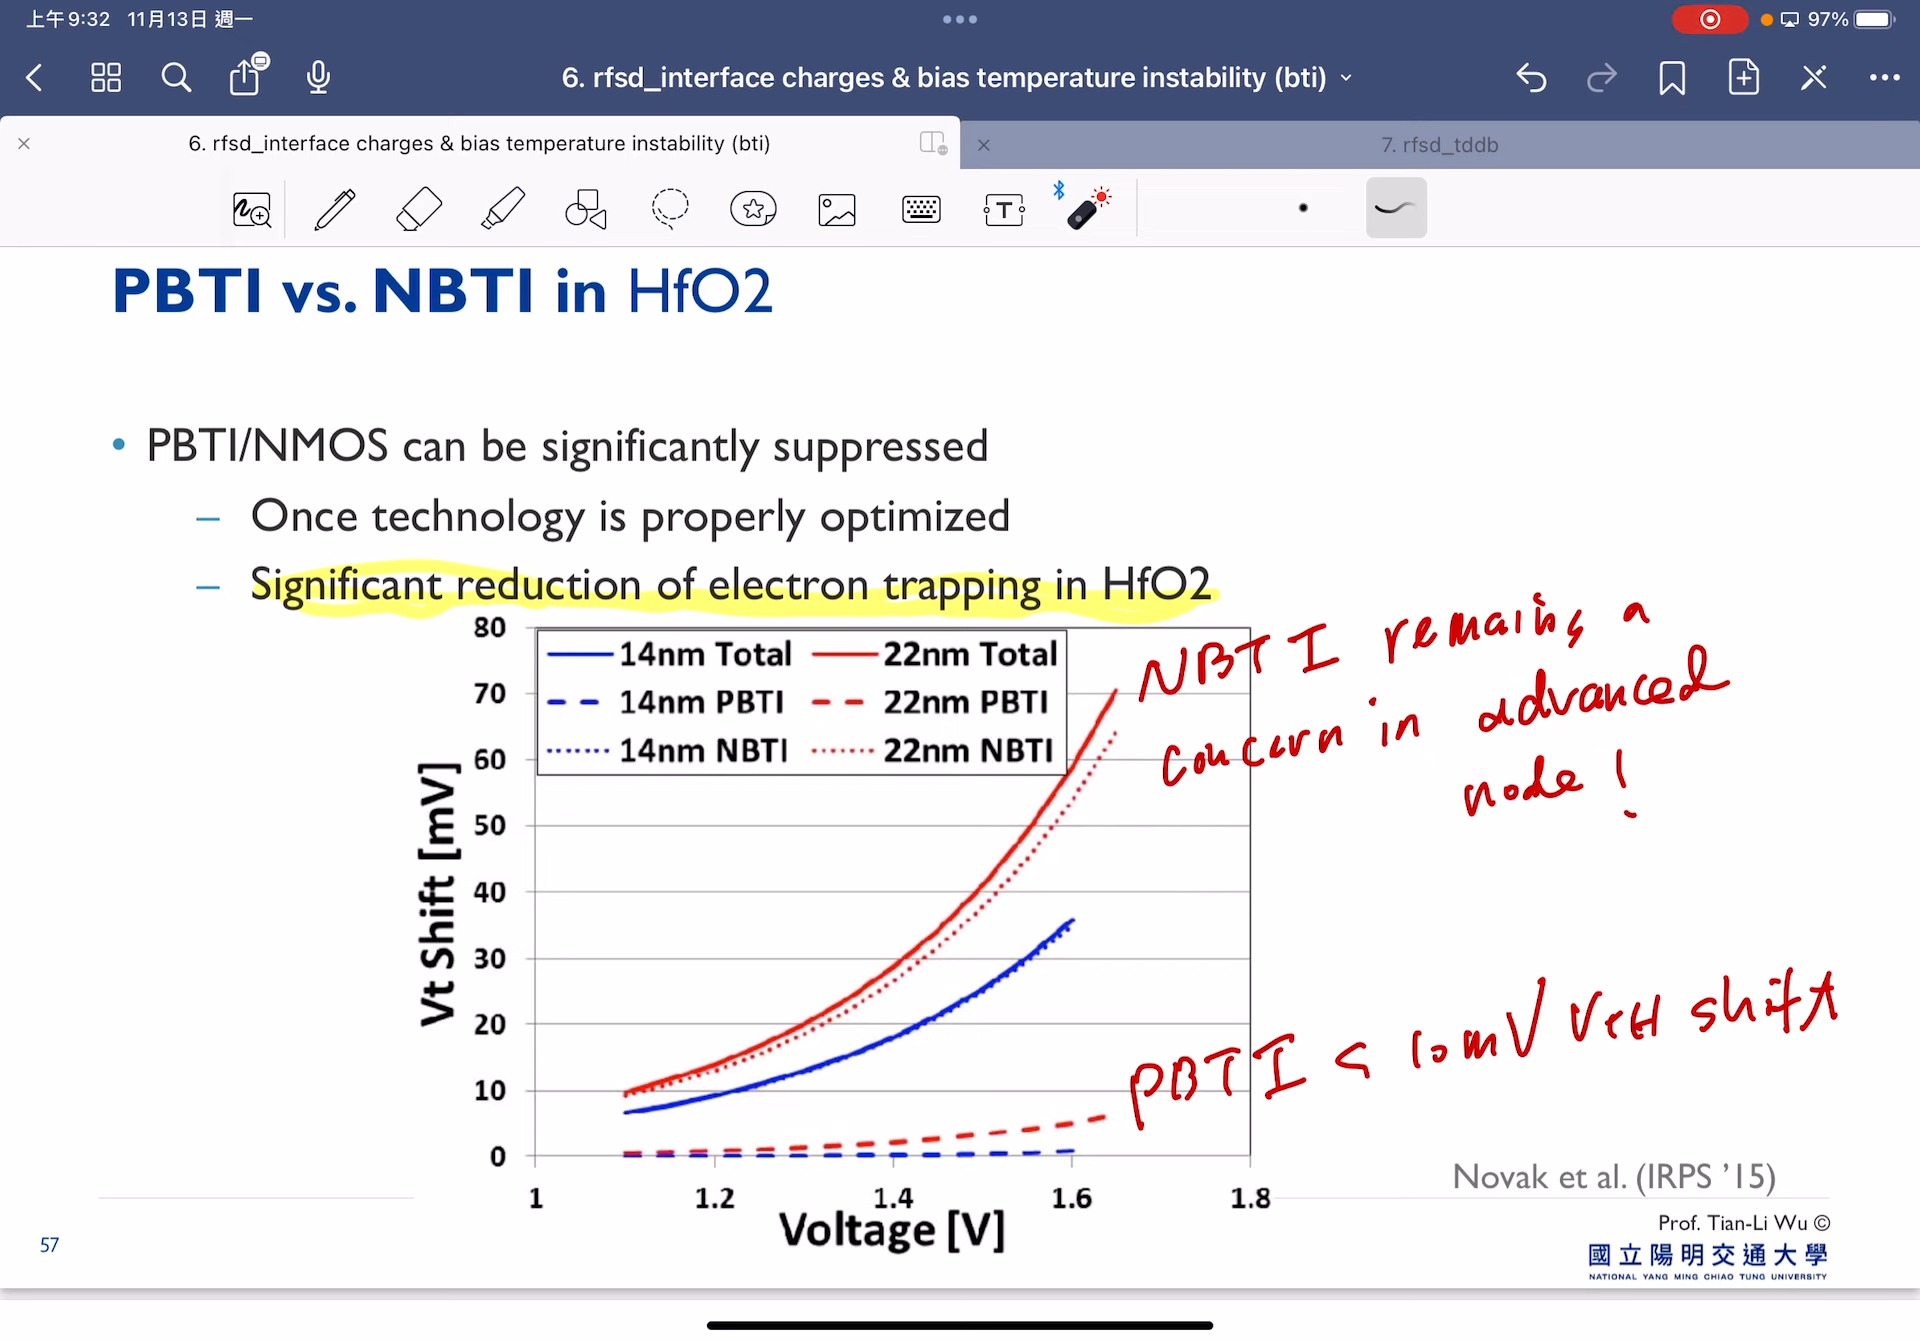 上午9:32 11月13日 週一
97%
6. rfsd_interface charges & bias temperature instability (bti)
6. rfsd_interface charges & bias temperature instability (bti)
7. rfsd_tddb
T
PBTI vs. NBTI in HfO2
• PBTI/NMOS can be significantly suppressed
– Once technology is properly optimized
– Significant reduction of electron trapping in HfO2
NBTI remains a
concern in advanced
node!
80
70
60
50
40
30
20
10
0
Vt Shift [mV]
14nm Total 22nm Total
14nm PBTI 22nm PBTI
14nm NBTI 22nm NBTI
PBTI < 10mV VtH shift
1 1.2 1.4 1.6 1.8
Voltage [V]
Novak et al. (IRPS ’15)
Prof. Tian-Li Wu ©
57
國立陽明交通大學
NATIONAL YANG MING CHIAO TUNG UNIVERSITY